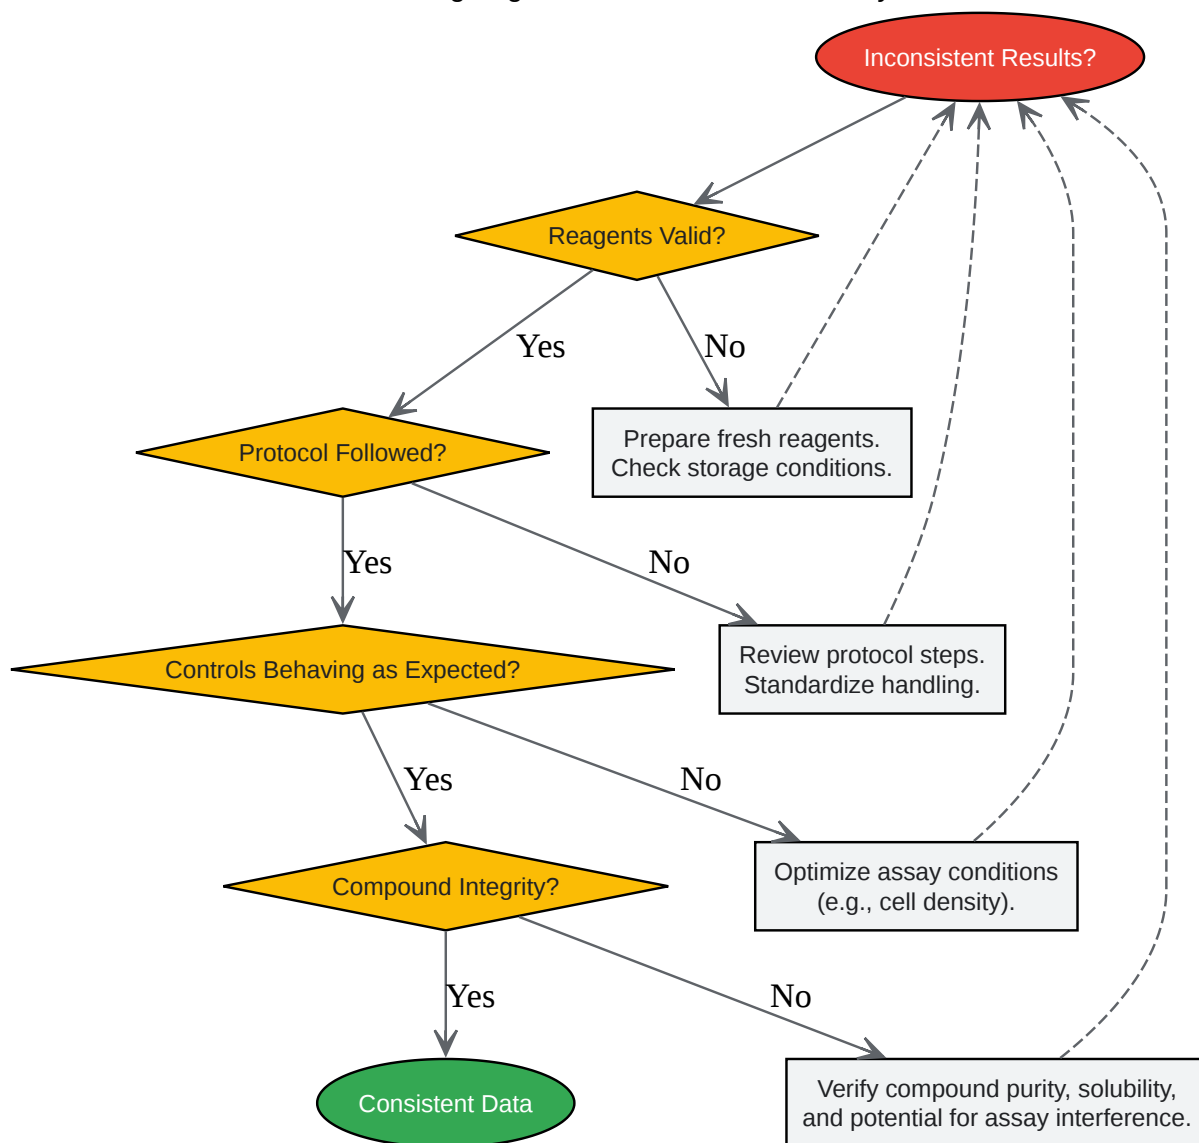 Inconsistent Results?
Reagents Valid?
Yes
No
Protocol Followed?
Prepare fresh reagents.
Check storage conditions.
Yes
No
Controls Behaving as Expected?
Review protocol steps.
Standardize handling.
Yes
No
Compound Integrity?
Optimize assay conditions
(e.g., cell density).
Yes
No
Consistent Data
Verify compound purity, solubility,
and potential for assay interference.